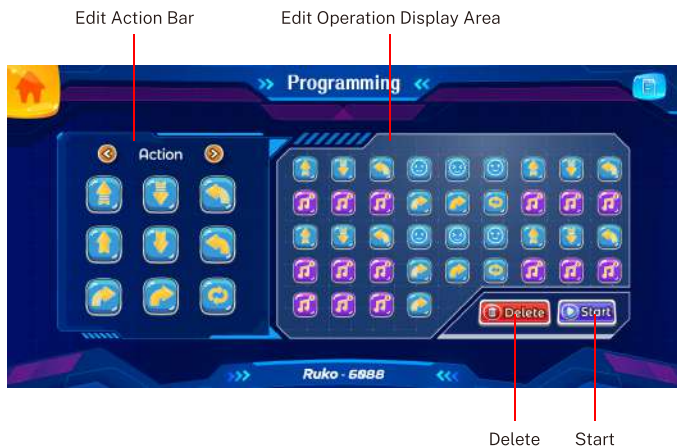 Edit Action Bar
Edit Operation Display Area
Programming
Action
Delete
Start
Ruko - 6088
Delete
Start